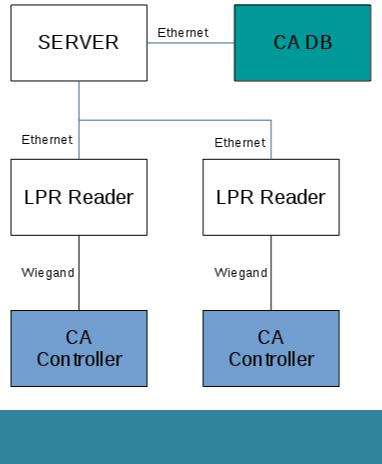 SERVER
Ethernet
CA DB
Ethernet
Ethernet
LPR Reader
LPR Reader
Wiegand
Wiegand
CA
Controller
CA
Controller